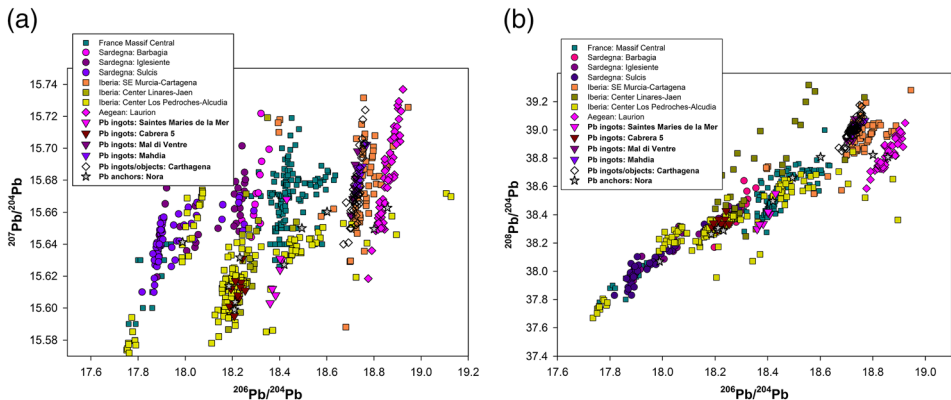 (a)
France Massif Central
Sardegna: Barbagia
Sardegna: Iglesiente
Sardegna: Sulcis
Iberia: SE Murcia-Cartagena
Iberia: Center Linares-Jaen
Iberia: Center Los Pedroches-Alcudia
Aegean: Laurion
Pb ingots: Saintes Maries de la Mer
Pb ingots: Cabrera 5
Pb ingots: Mal di Ventre
Pb ingots: Mahdia
Pb ingots/objects: Carthagena
Pb anchors: Nora
15.74
15.72
15.70
15.68
15.66
15.64
15.62
15.60
15.58
207Pb/204Pb
17.6 17.8 18.0 18.2 18.4 18.6 18.8 19.0 19.2
206Pb/204Pb
(b)
France: Massif Central
Sardegna: Barbagia
Sardegna: Iglesiente
Sardegna: Sulcis
Iberia: SE Murcia-Cartagena
Iberia: Center Linares-Jaen
Iberia: Center Los Pedroches-Alcudia
Aegean: Laurion
Pb ingots: Saintes Maries de la Mer
Pb ingots: Cabrera 5
Pb ingots: Mal di Ventre
Pb ingots: Mahdia
Pb ingots/objects: Carthagena
Pb anchors: Nora
39.2
39.0
38.8
38.6
38.4
38.2
38.0
37.8
37.6
37.4
208Pb/204Pb
17.6 17.8 18.0 18.2 18.4 18.6 18.8 19.0
206Pb/204Pb